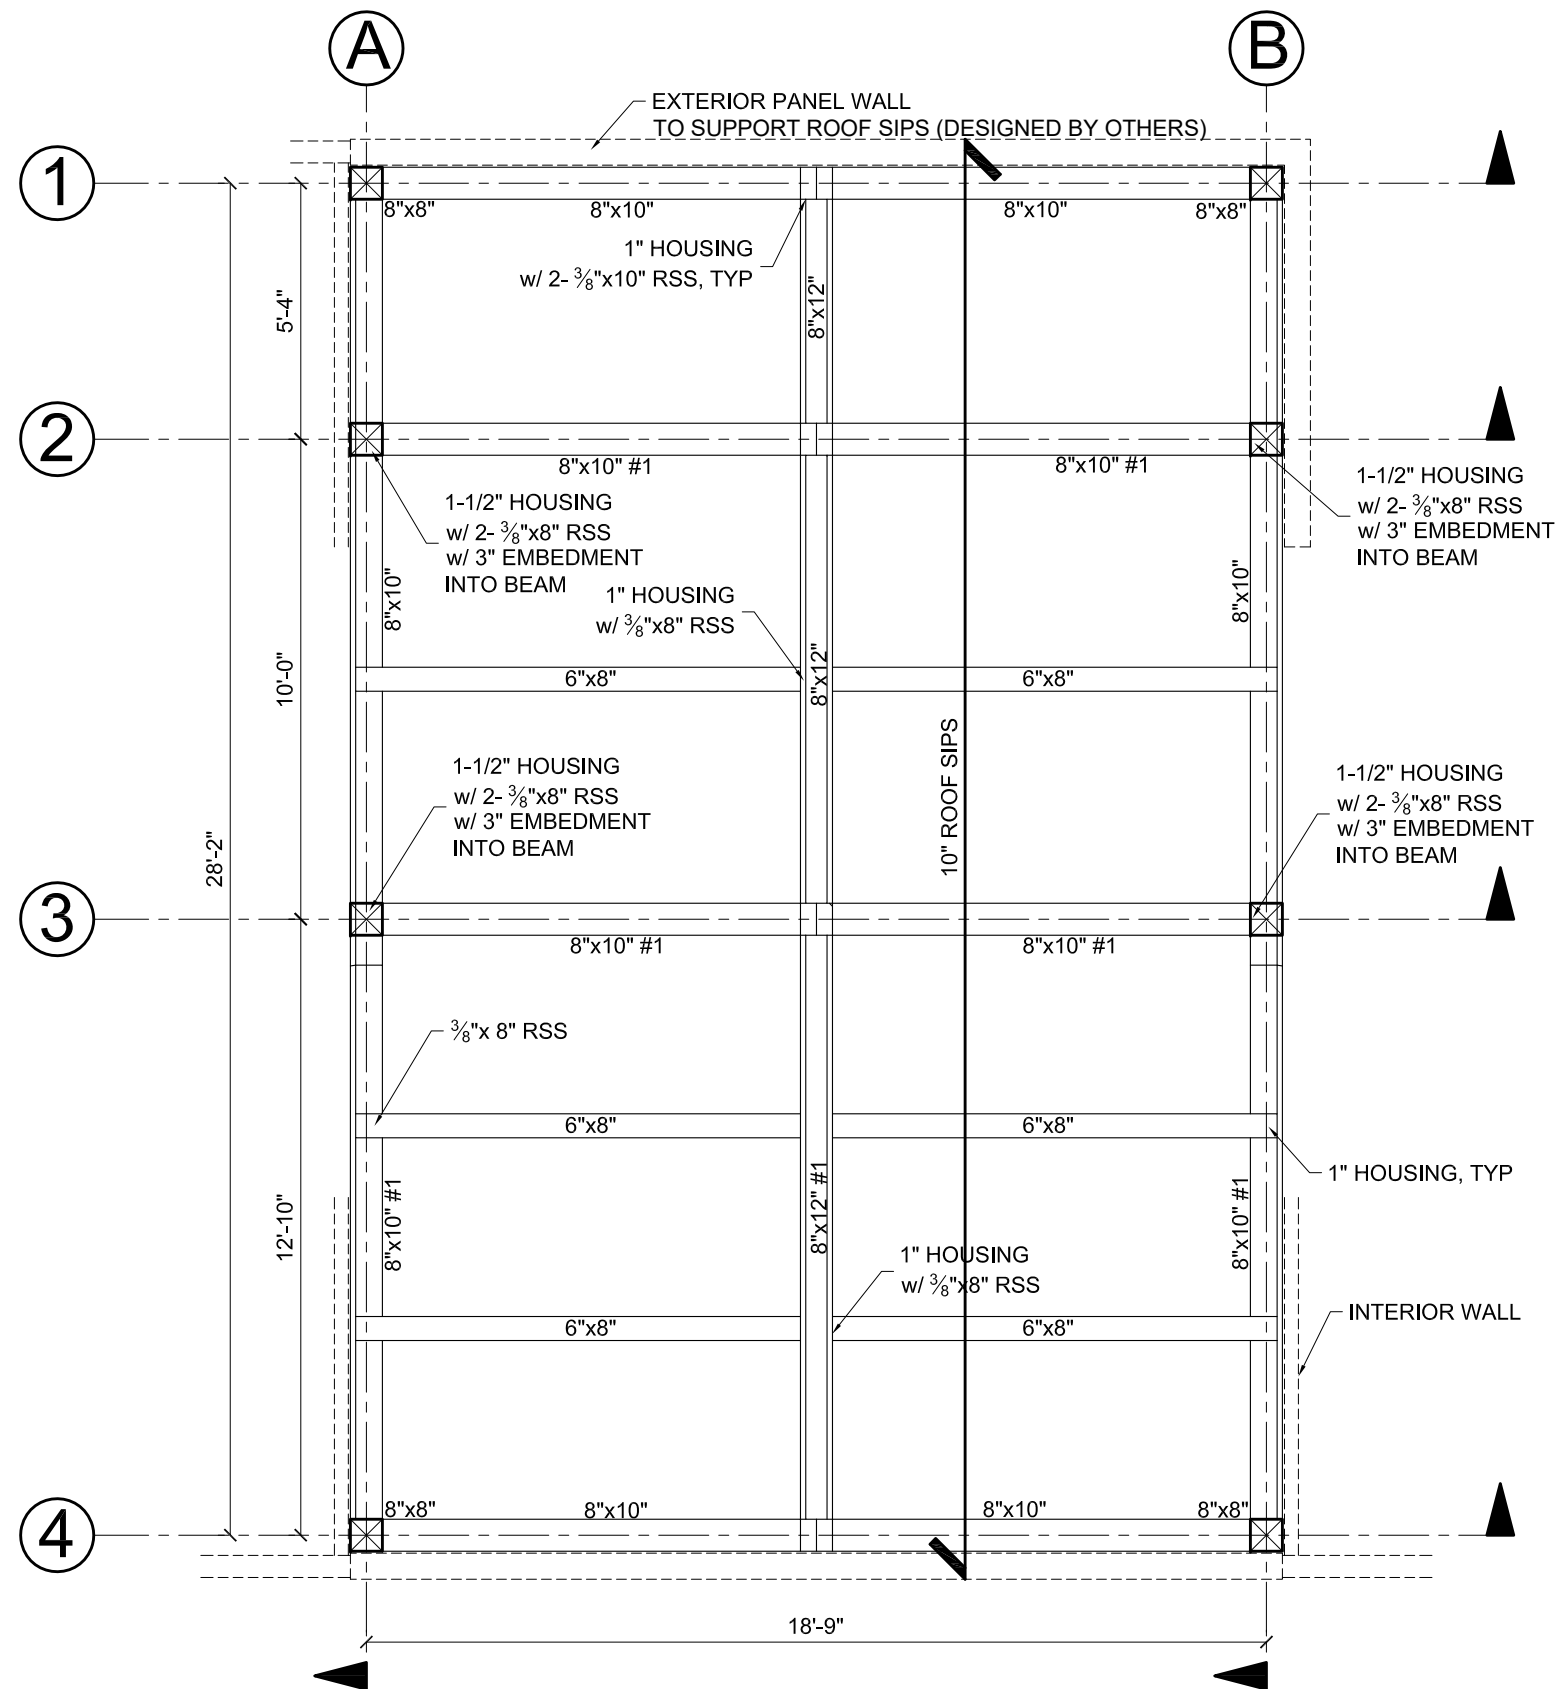 A
B
EXTERIOR PANEL WALL
TO SUPPORT ROOF SIPS (DESIGNED BY OTHERS)
1
8"x8"
8"x10"
8"x10"
8"x8"
1" HOUSING
w/ 2- 3/8"x10" RSS, TYP
5'-4"
8"x12"
2
8"x10" #1
8"x10" #1
1-1/2" HOUSING
w/ 2- 3/8"x8" RSS
w/ 3" EMBEDMENT
INTO BEAM
1-1/2" HOUSING
w/ 2- 3/8"x8" RSS
w/ 3" EMBEDMENT
INTO BEAM
8"x10"
1" HOUSING
w/ 3/8"x8" RSS
8"x10"
10'-0"
6"x8"
8"x12"
6"x8"
10" ROOF SIPS
1-1/2" HOUSING
w/ 2- 3/8"x8" RSS
w/ 3" EMBEDMENT
INTO BEAM
1-1/2" HOUSING
w/ 2- 3/8"x8" RSS
w/ 3" EMBEDMENT
INTO BEAM
28'-2"
3
8"x10" #1
8"x10" #1
3/8"x 8" RSS
6"x8"
6"x8"
1" HOUSING, TYP
12'-10"
8"x10" #1
8"x12" #1
8"x10" #1
1" HOUSING
w/ 3/8"x8" RSS
INTERIOR WALL
6"x8"
6"x8"
8"x8"
8"x10"
8"x10"
8"x8"
4
18'-9"